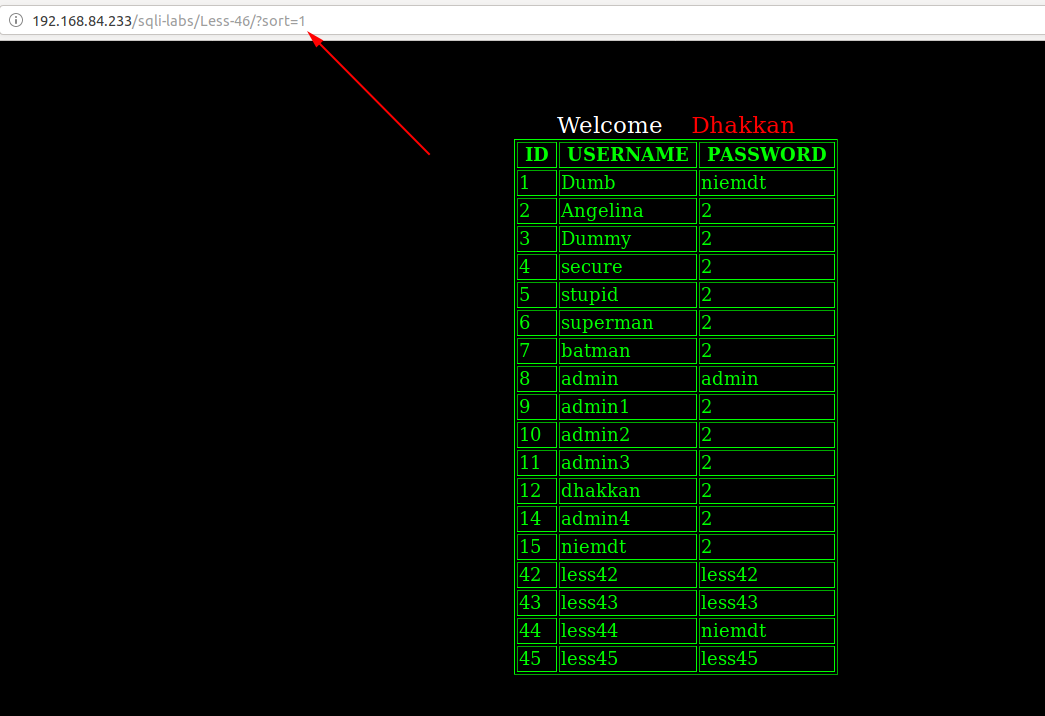 192.168.84.233/sqli-labs/Less-46/?sort=1
Welcome Dhakkan
ID USERNAME PASSWORD
1 Dumb niemdt
2 Angelina 2
3 Dummy 2
4 secure 2
5 stupid 2
6 superman 2
7 batman 2
8 admin admin
9 admin1 2
10 admin2 2
11 admin3 2
12 dhakkan 2
14 admin4 2
15 niemdt 2
42 less42 less42
43 less43 less43
44 less44 niemdt
45 less45 less45